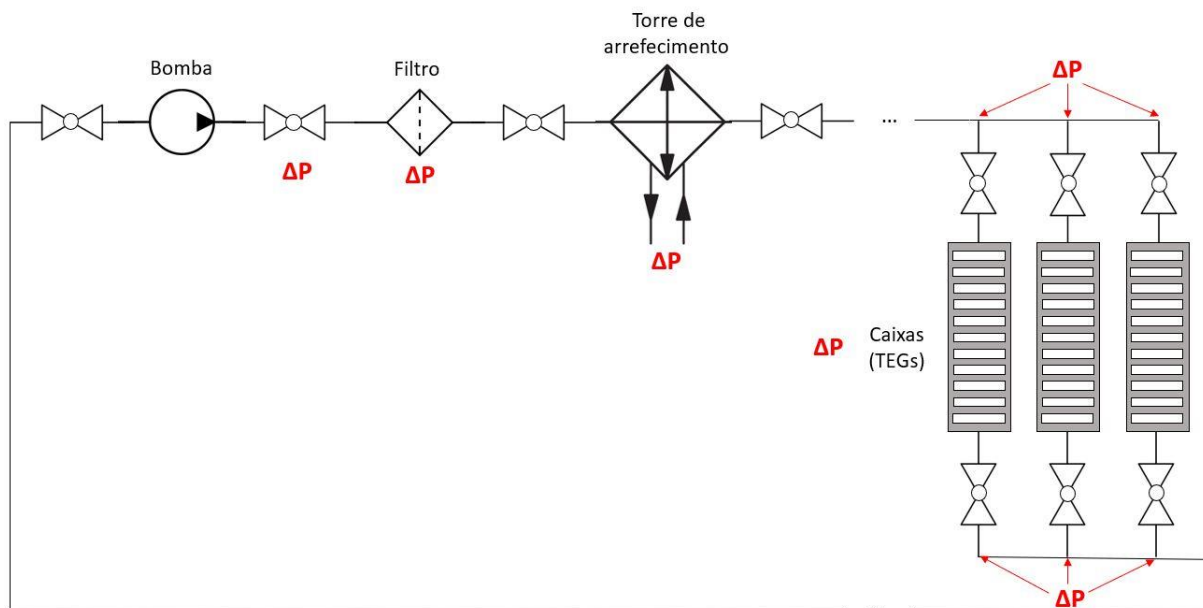 Torre de
arrefecimento
Bomba
Filtro
ΔP
...
ΔP
ΔP
ΔP
ΔP
Caixas
(TEGs)
ΔP